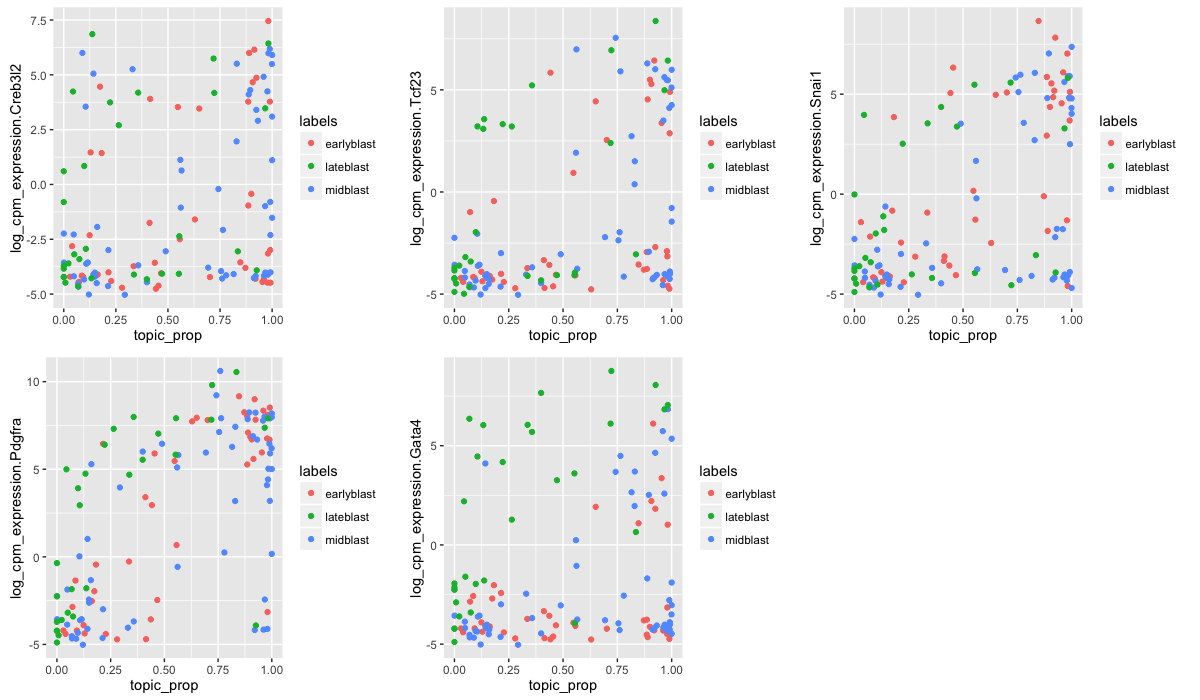 log_cpm_expression.Creb3l2
7.5
5.0
2.5
0.0
-2.5
-5.0
0.00 0.25 0.50 0.75 1.00
topic_prop
labels
earlyblast
lateblast
midblast
log_cpm_expression.Tcf23
5
0
-5
0.00 0.25 0.50 0.75 1.00
topic_prop
labels
earlyblast
lateblast
midblast
log_cpm_expression.Snai1
5
0
-5
0.00 0.25 0.50 0.75 1.00
topic_prop
labels
earlyblast
lateblast
midblast
log_cpm_expression.Pdgfra
10
5
0
-5
0.00 0.25 0.50 0.75 1.00
topic_prop
labels
earlyblast
lateblast
midblast
log_cpm_expression.Gata4
5
0
-5
0.00 0.25 0.50 0.75 1.00
topic_prop
labels
earlyblast
lateblast
midblast